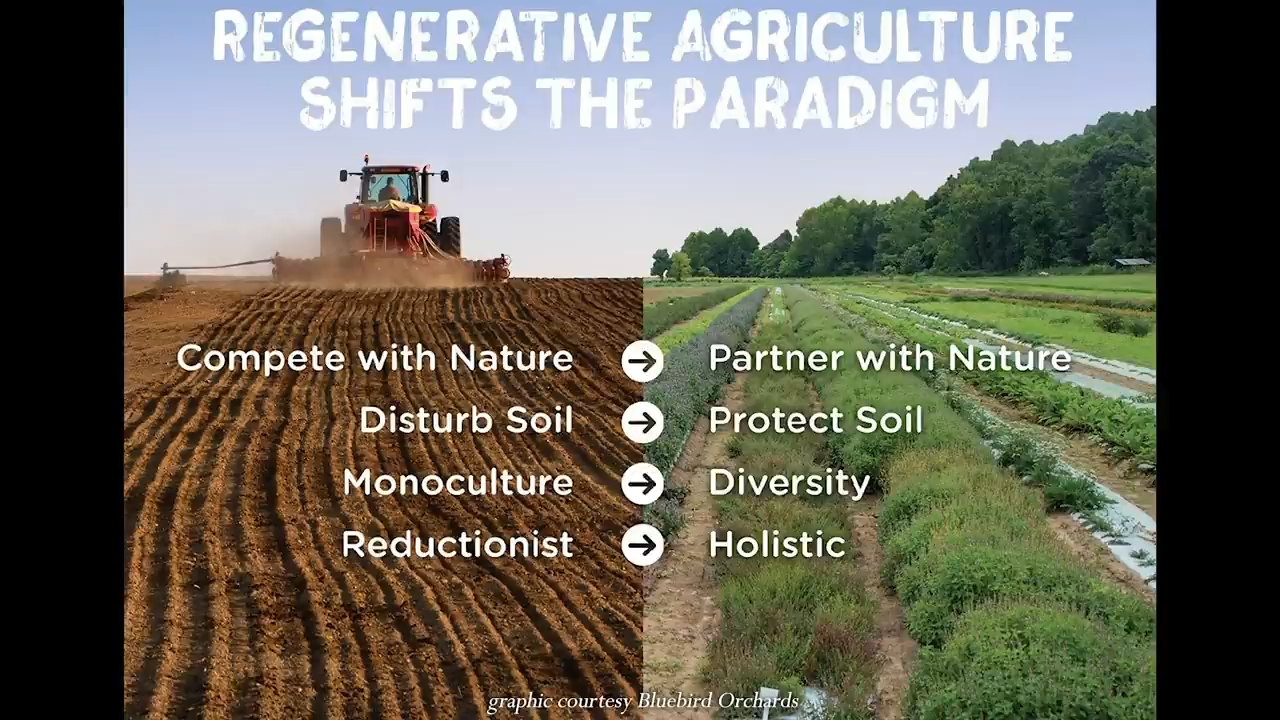 REGENERATIVE AGRICULTURE
SHIFTS THE PARADIGM
Compete with Nature → Partner with Nature
Disturb Soil → Protect Soil
Monoculture → Diversity
Reductionist → Holistic
graphic courtesy Bluebird Orchards